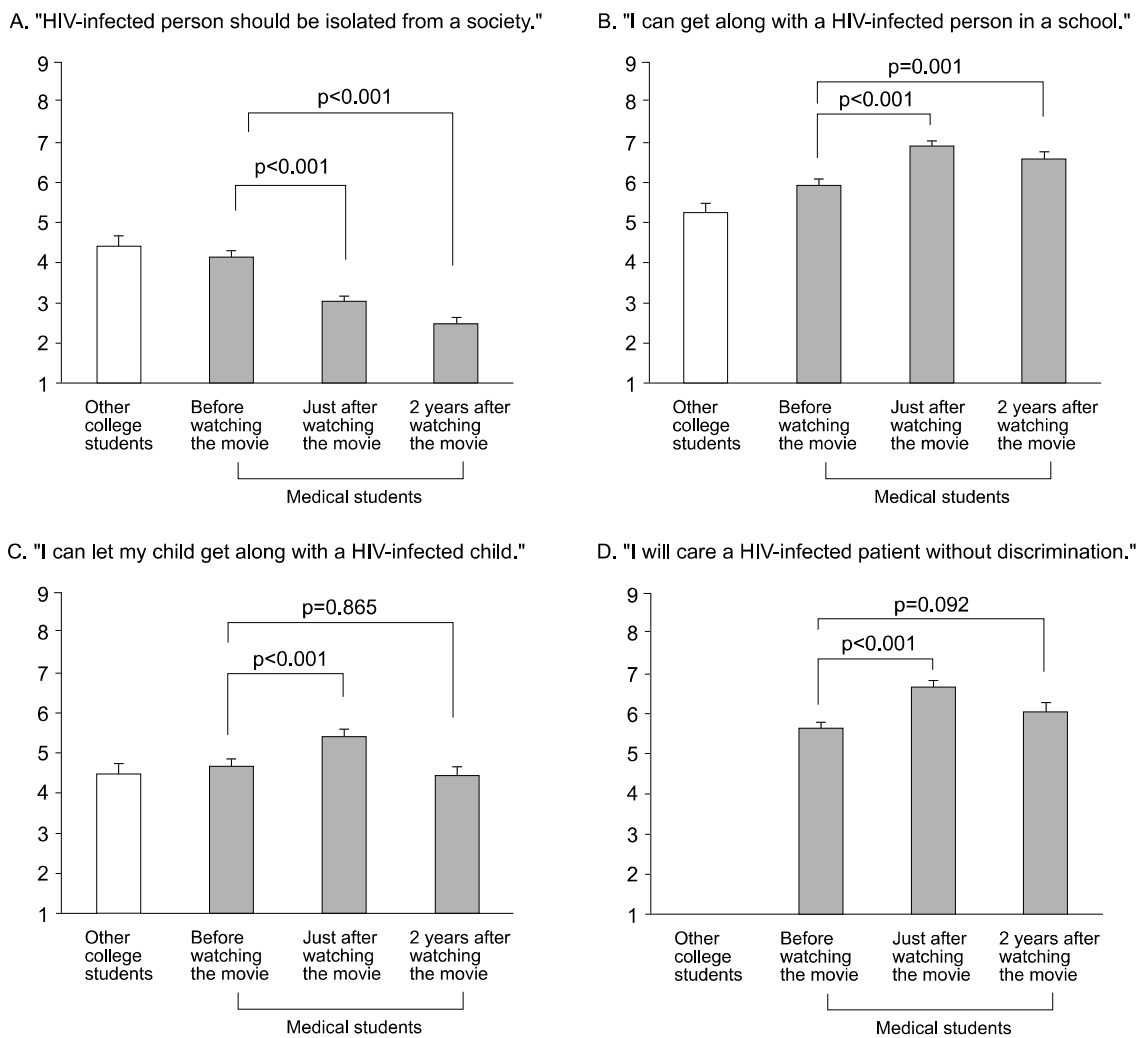 A. "HIV-infected person should be isolated from a society."
9
8
7
6
5
4
3
2
1
p<0.001
p<0.001
Other
college
students
Before
watching
the movie
Just after
watching
the movie
2 years after
watching
the movie
Medical students
B. "I can get along with a HIV-infected person in a school."
9
8
7
6
5
4
3
2
1
p=0.001
p<0.001
Other
college
students
Before
watching
the movie
Just after
watching
the movie
2 years after
watching
the movie
Medical students
C. "I can let my child get along with a HIV-infected child."
9
8
7
6
5
4
3
2
1
p=0.865
p<0.001
Other
college
students
Before
watching
the movie
Just after
watching
the movie
2 years after
watching
the movie
Medical students
D. "I will care a HIV-infected patient without discrimination."
9
8
7
6
5
4
3
2
1
p=0.092
p<0.001
Other
college
students
Before
watching
the movie
Just after
watching
the movie
2 years after
watching
the movie
Medical students